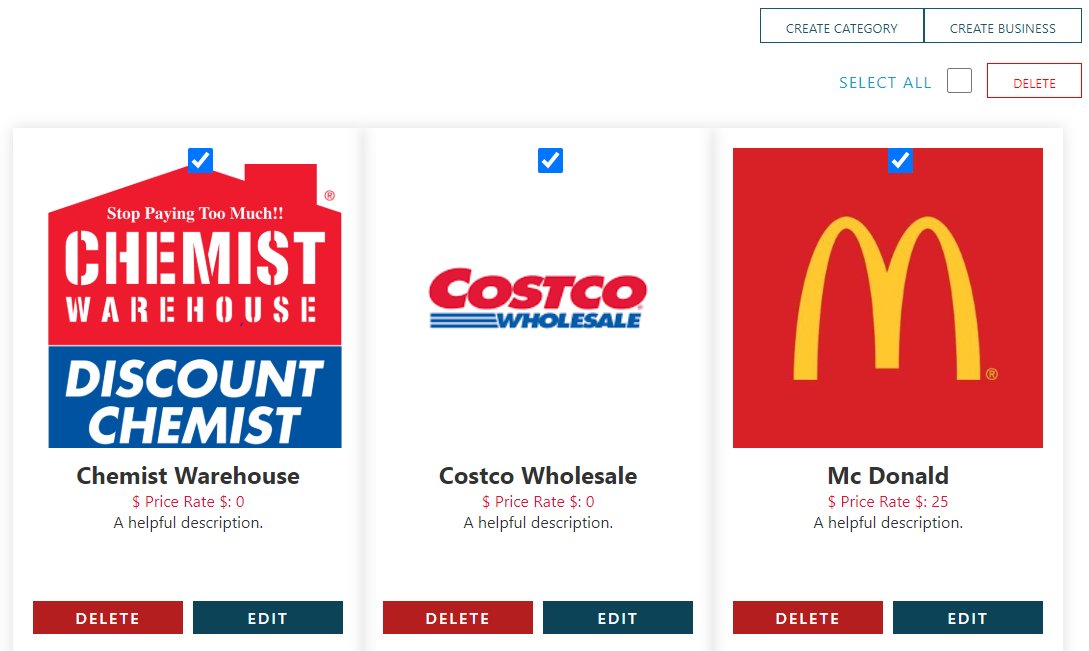 CREATE CATEGORY
CREATE BUSINESS
SELECT ALL
DELETE
Stop Paying Too Much!!
®
CHEMIST
WAREHOUSE
DISCOUNT
CHEMIST
Chemist Warehouse
$ Price Rate $: 0
A helpful description.
DELETE
EDIT
COSTCO
WHOLESALE
Costco Wholesale
$ Price Rate $: 0
A helpful description.
DELETE
EDIT
M
®
Mc Donald
$ Price Rate $: 25
A helpful description.
DELETE
EDIT